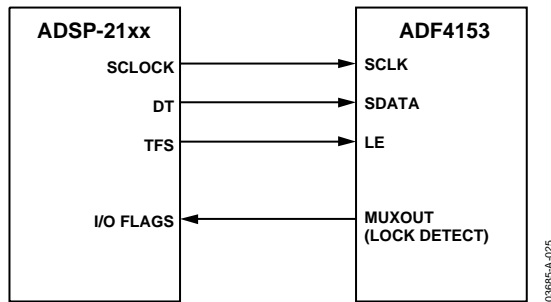 ADSP-21xx
ADF4153
SCLOCK
SCLK
DT
SDATA
TFS
LE
I/O FLAGS
MUXOUT
(LOCK DETECT)
03685-A-025